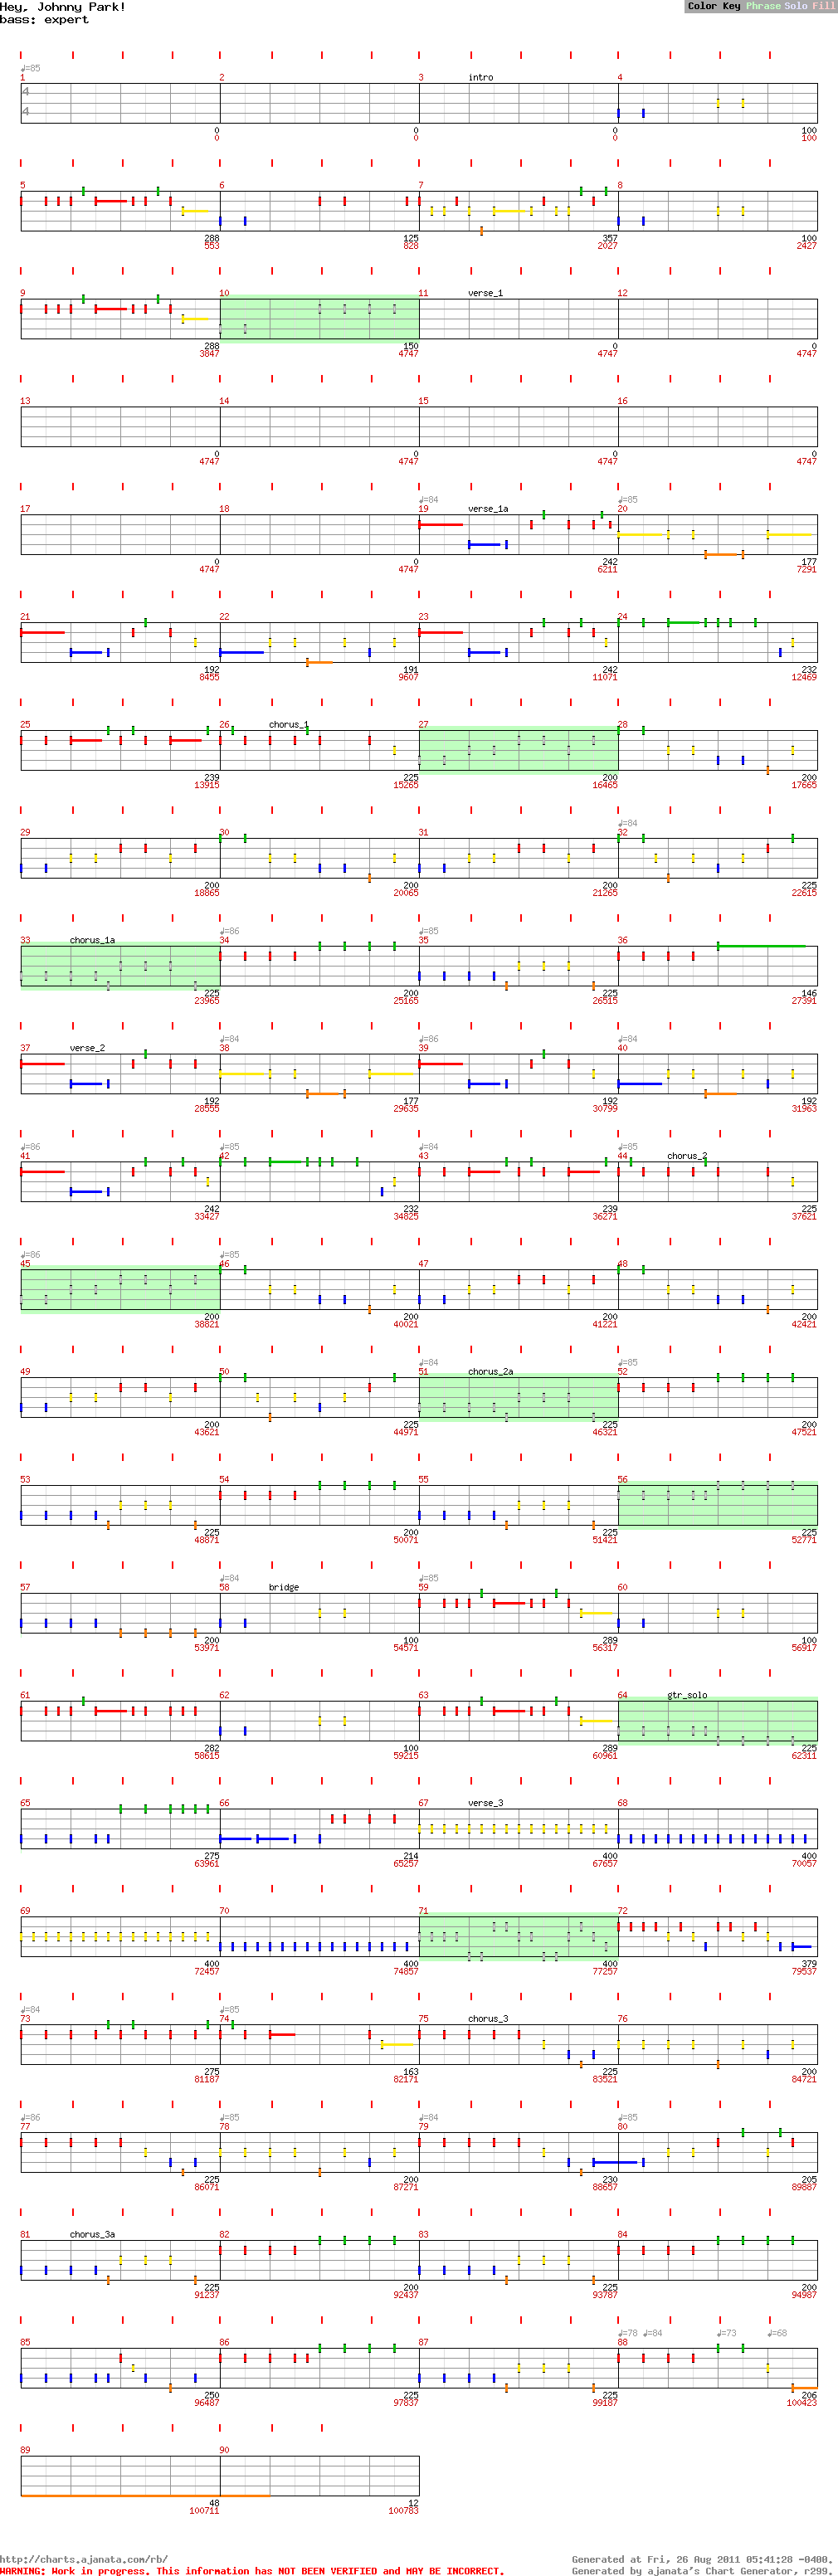 Hey, Johnny Park!
Color Key Phrase Solo Fill
bass: expert
♩=85
1 2 3 intro 4
4
4
0 0 0 100
0 0 0 100
5 6 7 8
288 125 357 100
553 828 2027 2427
9 10 11 verse_1 12
288 150 0 0
3847 4747 4747 4747
13 14 15 16
0 0 0 0
4747 4747 4747 4747
♩=84 ♩=85
17 18 19 verse_1a 20
0 0 242 177
4747 4747 6211 7291
21 22 23 24
192 191 242 232
8455 9607 11071 12469
25 26 chorus_1 27 28
239 225 200 200
13915 15265 16465 17665
♩=84
29 30 31 32
200 200 200 225
18865 20065 21265 22615
♩=86 ♩=85
33 chorus_1a 34 35 36
225 200 225 146
23965 25165 26515 27391
♩=84 ♩=86 ♩=84
37 verse_2 38 39 40
192 177 192 192
28555 29635 30799 31963
♩=86 ♩=85 ♩=84 ♩=85
41 42 43 44 chorus_2
242 232 239 225
33427 34825 36271 37621
♩=86 ♩=85
45 46 47 48
200 200 200 200
38821 40021 41221 42421
♩=84 ♩=85
49 50 51 chorus_2a 52
200 225 225 200
43621 44971 46321 47521
53 54 55 56
225 200 225 225
48871 50071 51421 52771
♩=84 ♩=85
57 58 bridge 59 60
200 100 289 100
53971 54571 56317 56917
61 62 63 64 gtr_solo
282 100 289 225
58615 59215 60961 62311
65 66 67 verse_3 68
275 214 400 400
63961 65257 67657 70057
69 70 71 72
400 400 400 379
72457 74857 77257 79537
♩=84 ♩=85
73 74 75 chorus_3 76
275 163 225 200
81187 82171 83521 84721
♩=86 ♩=85 ♩=84 ♩=85
77 78 79 80
225 200 230 205
86071 87271 88657 89887
81 chorus_3a 82 83 84
225 200 225 200
91237 92437 93787 94987
♩=78 ♩=84 ♩=73 ♩=68
85 86 87 88
250 225 225 206
96487 97837 99187 100423
89 90
48 12
100711 100783
http://charts.ajanata.com/rb/
Generated at Fri, 26 Aug 2011 05:41:28 -0400.
WARNING: Work in progress. This information has NOT BEEN VERIFIED and MAY BE INCORRECT.
Generated by ajanata's Chart Generator, r299.